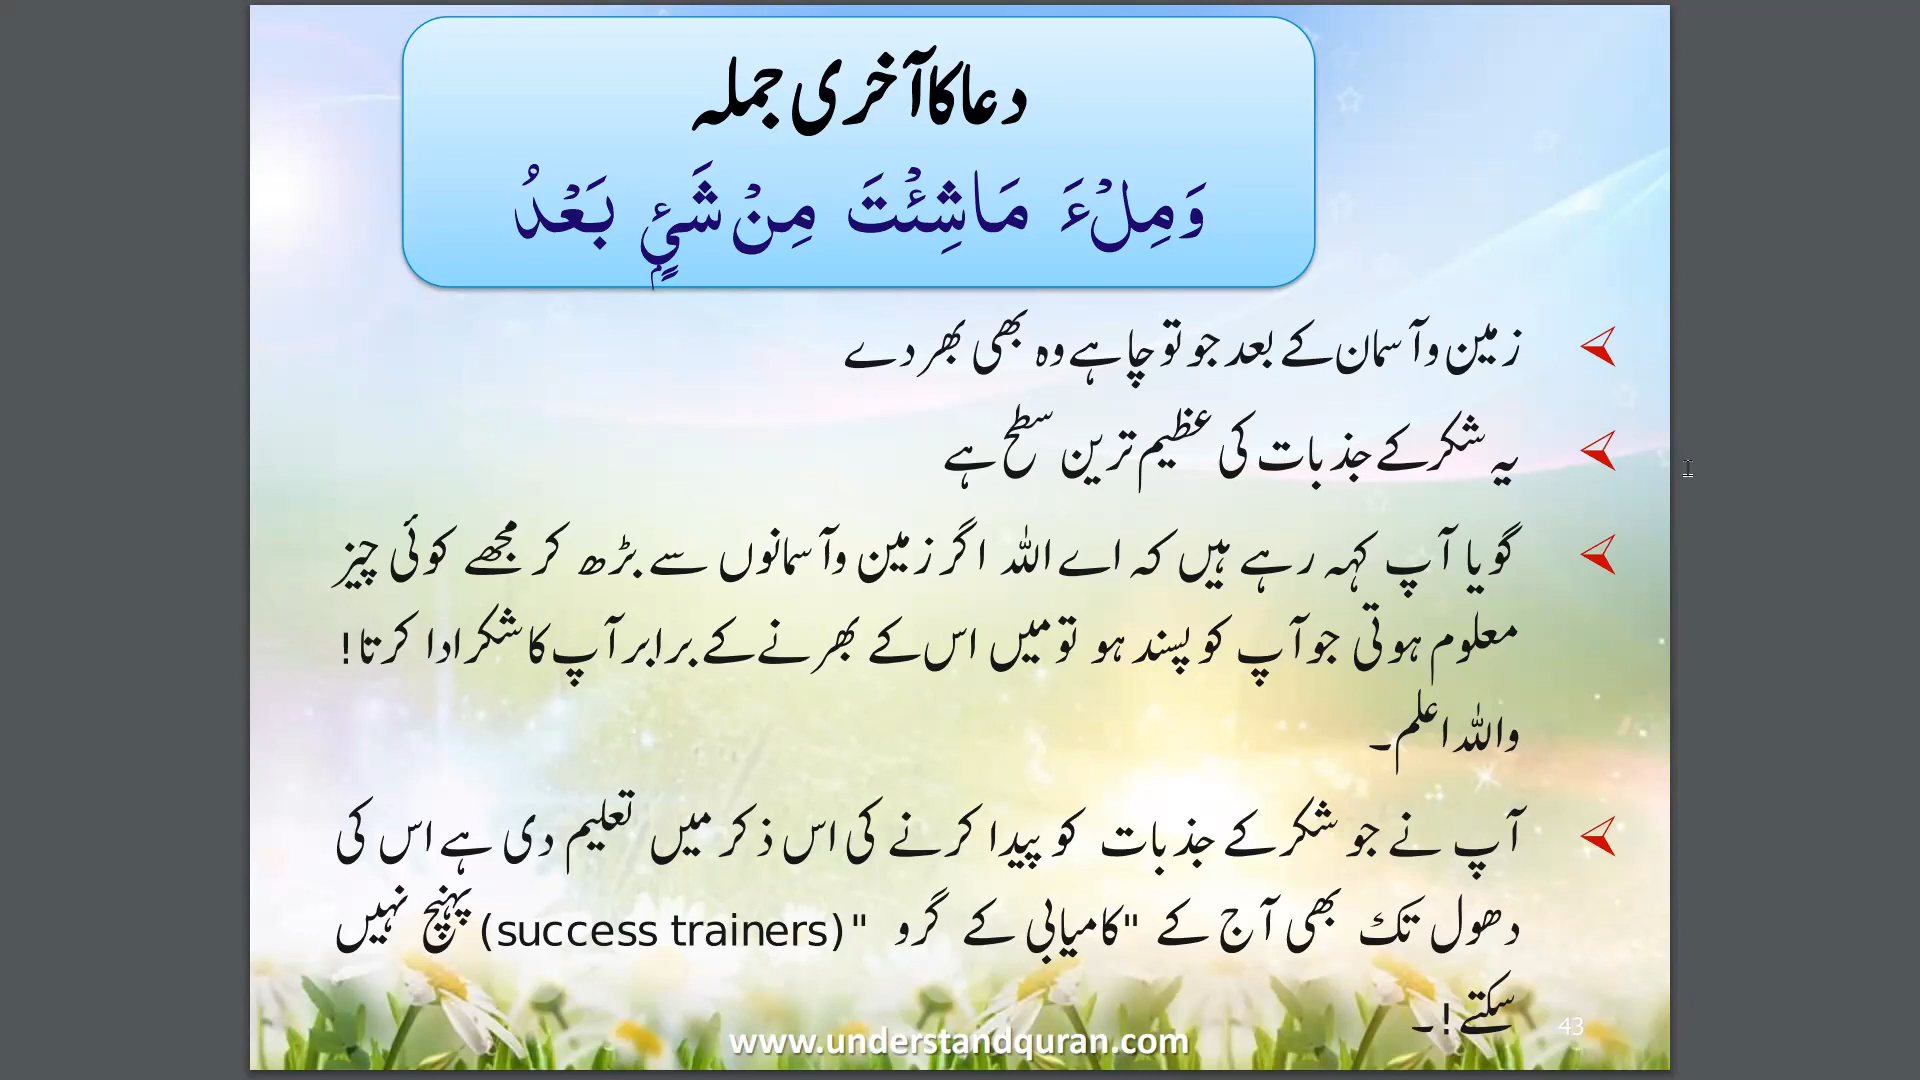 دعا کا آخری جملہ
وَمِلْءَ مَاشِئْتَ مِنْ شَيْءٍۭ بَعْدُ
زمین و آسمان کے بعد جو تو چاہے وہ بھی بھر دے
یہ شکر کے جذبات کی عظیم ترین سطح ہے
گویا آپ کہہ رہے ہیں کہ اے اللہ اگر زمین و آسمانوں سے بڑھ کر مجھے کوئی چیز
معلوم ہوتی جو آپ کو پسند ہو تو میں اس کے بھرنے کے برابر آپ کا شکر ادا کرتا!
واللہ اعلم۔
آپ نے جو شکر کے جذبات کو پیدا کرنے کی اس ذکر میں تعلیم دی ہے اس کی
دھول تک بھی آج کے "کامیابی کے گرو "(success trainers) پہنچ نہیں
سکتے!۔
43
www.understandquran.com